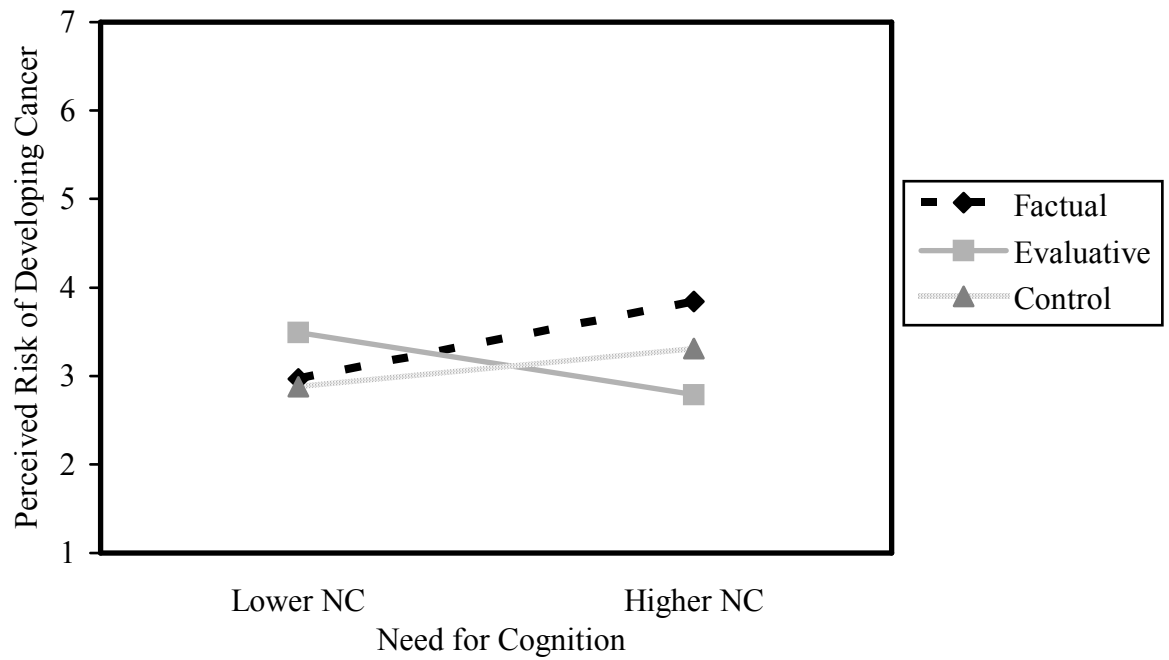 Perceived Risk of Developing Cancer
7
6
5
4
3
2
1
Lower NC
Higher NC
Need for Cognition
Factual
Evaluative
Control